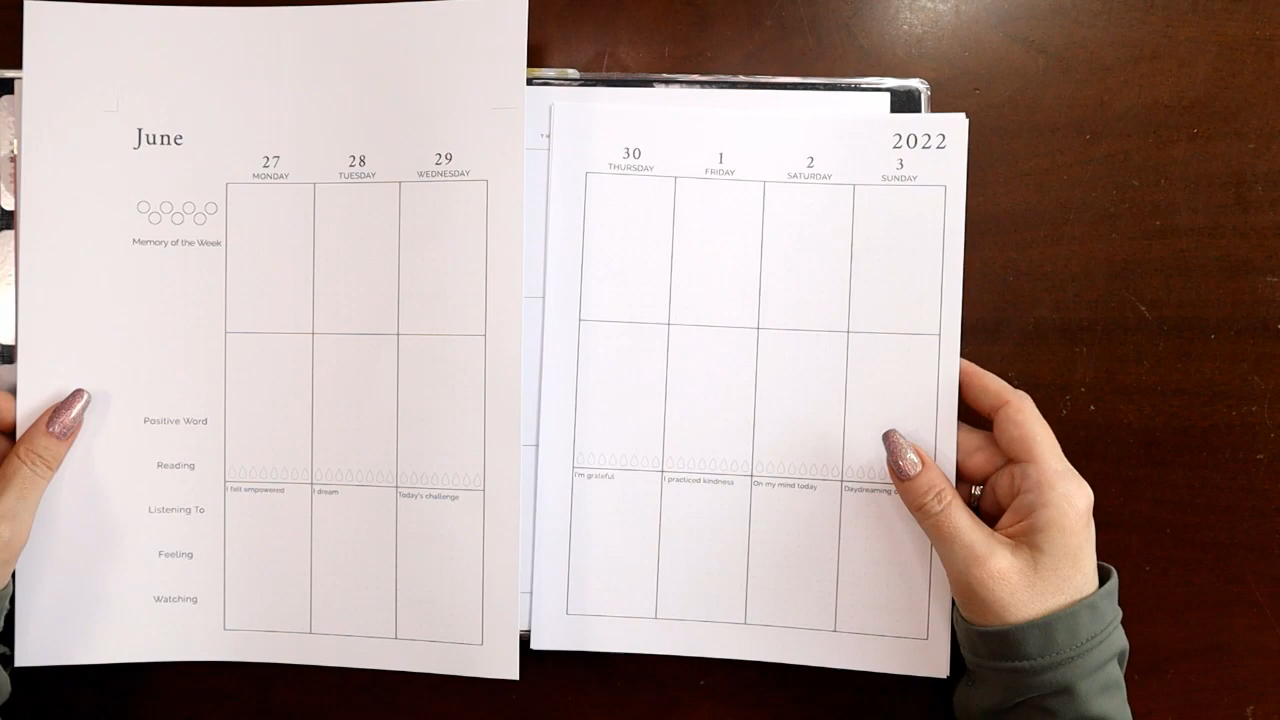 June
27
MONDAY
28
TUESDAY
29
WEDNESDAY
Memory of the Week
Positive Word
Reading
Listening To
Feeling
Watching
I felt empowered
I dream
Today's challenge
2022
30
THURSDAY
1
FRIDAY
2
SATURDAY
3
SUNDAY
I'm grateful
I practiced kindness
On my mind today
Daydreaming